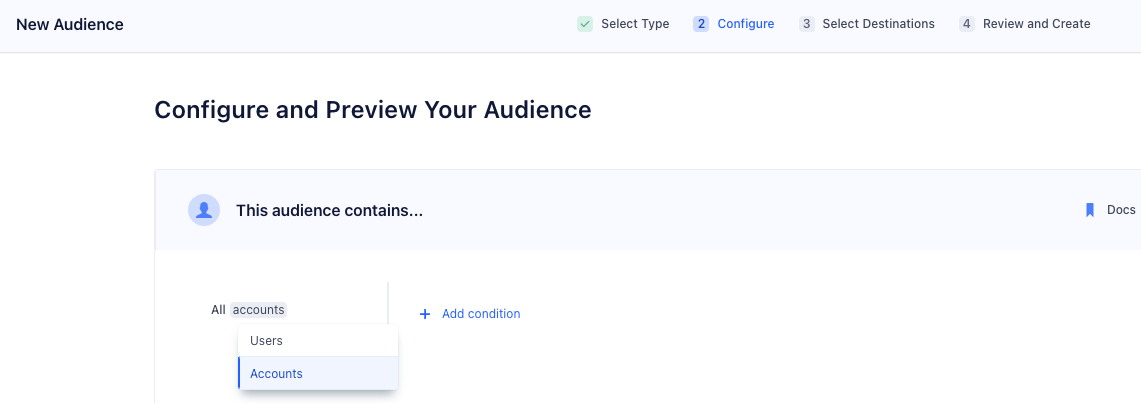 New Audience
Select Type
2 Configure
3 Select Destinations
4 Review and Create
Configure and Preview Your Audience
This audience contains...
Docs
All accounts
Add condition
Users
Accounts